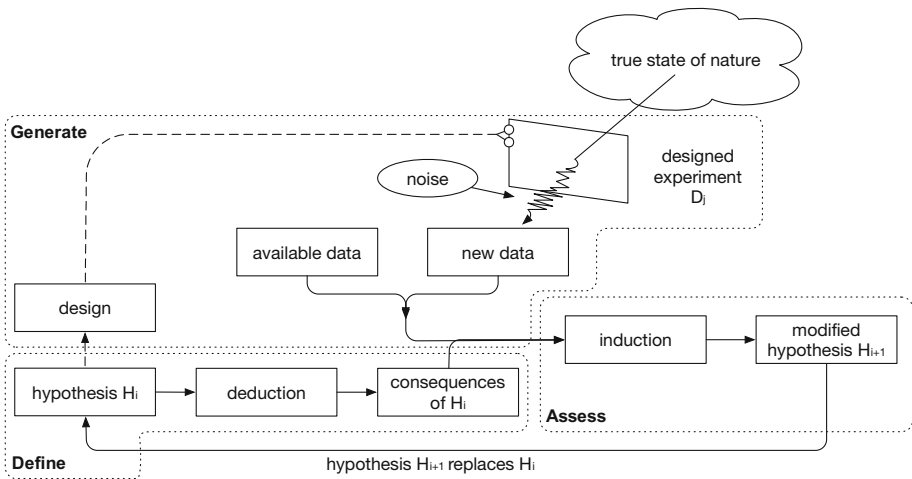 true state of nature
Generate
noise
designed
experiment
Dj
available data
new data
design
induction
modified
hypothesis Hi+1
hypothesis Hi
deduction
consequences
of Hi
Assess
Define
hypothesis Hi+1 replaces Hi